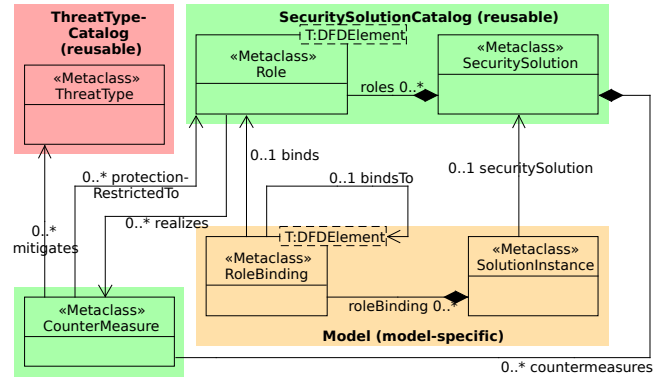 ThreatType-
Catalog
(reusable)
«Metaclass»
ThreatType
SecuritySolutionCatalog (reusable)
T:DFDElement
«Metaclass»
Role
roles 0..*
«Metaclass»
SecuritySolution
0..1 binds
0..1 bindsTo
0..1 securitySolution
0..* protection-
RestrictedTo
0..* realizes
0..*
mitigates
T:DFDElement
«Metaclass»
RoleBinding
roleBinding 0..*
«Metaclass»
SolutionInstance
Model (model-specific)
«Metaclass»
CounterMeasure
0..* countermeasures